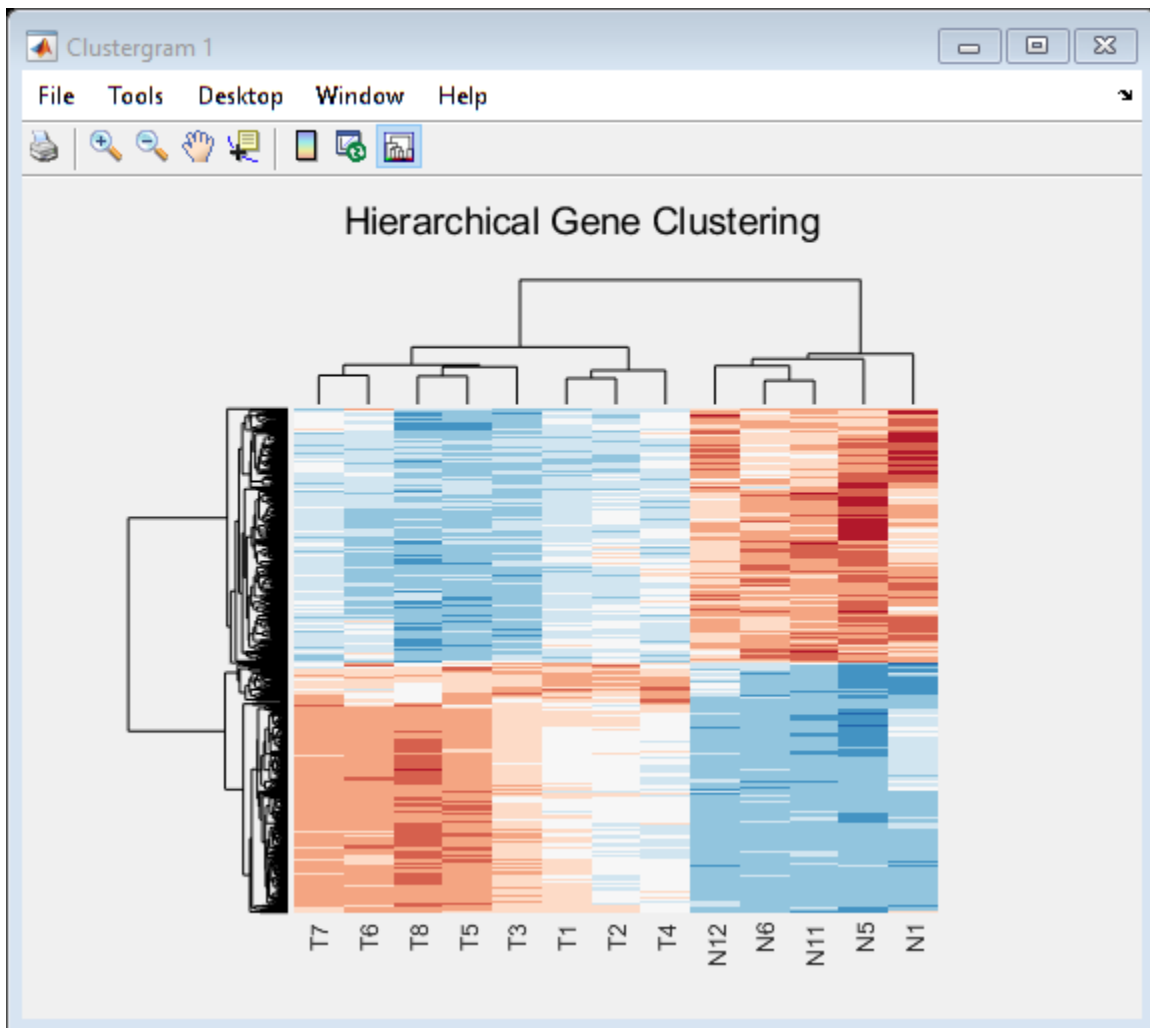 Clustergram 1
File Tools Desktop Window Help
Hierarchical Gene Clustering
T7 T6 T8 T5 T3 T1 T2 T4 N12 N6 N11 N5 N1